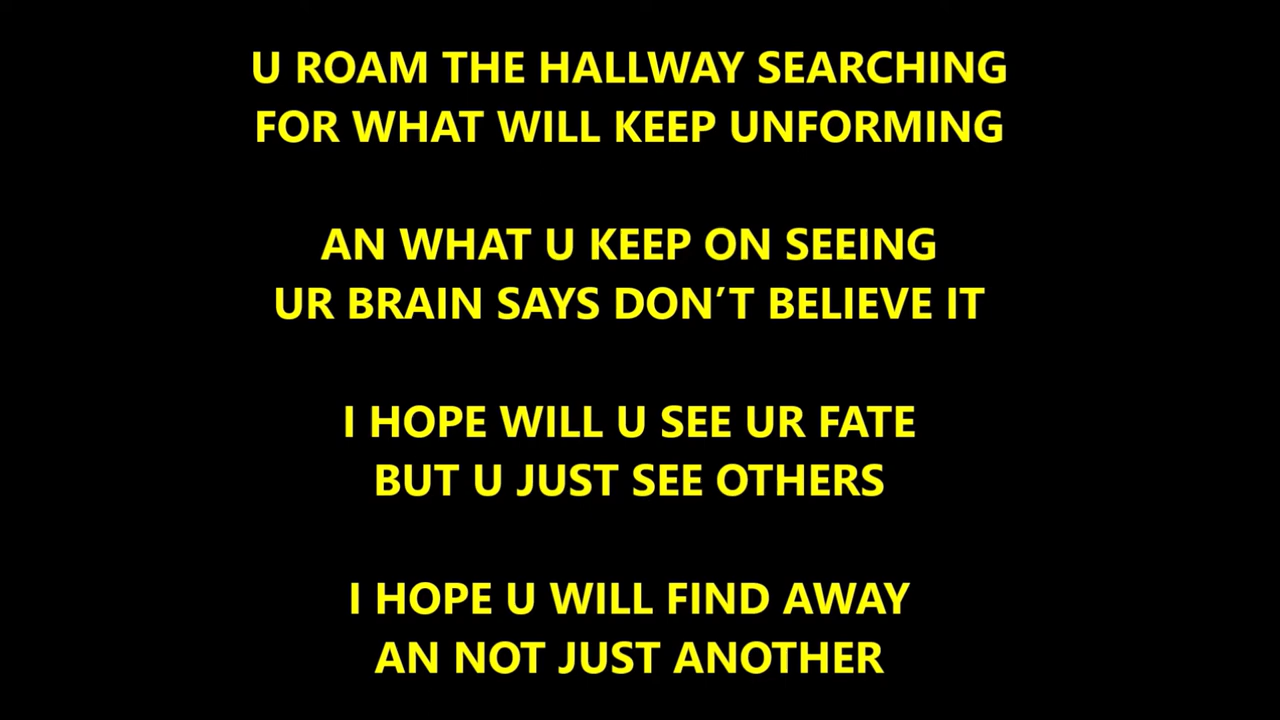 U ROAM THE HALLWAY SEARCHING
FOR WHAT WILL KEEP UNFORMING
AN WHAT U KEEP ON SEEING
UR BRAIN SAYS DON’T BELIEVE IT
I HOPE WILL U SEE UR FATE
BUT U JUST SEE OTHERS
I HOPE U WILL FIND AWAY
AN NOT JUST ANOTHER